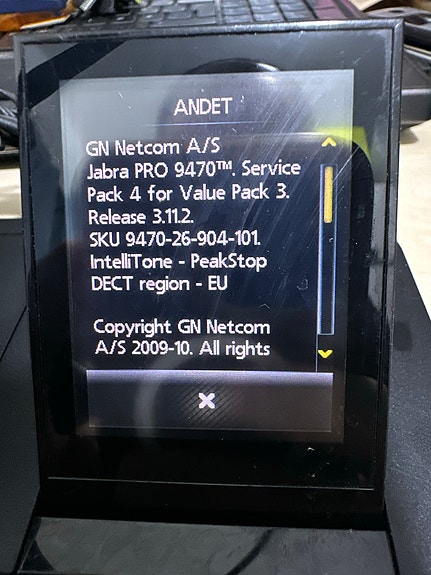 ANDET
GN Netcom A/S
Jabra PRO 9470™. Service
Pack 4 for Value Pack 3.
Release 3.11.2.
SKU 9470-26-904-101.
IntelliTone - PeakStop
DECT region - EU
Copyright GN Netcom
A/S 2009-10. All rights